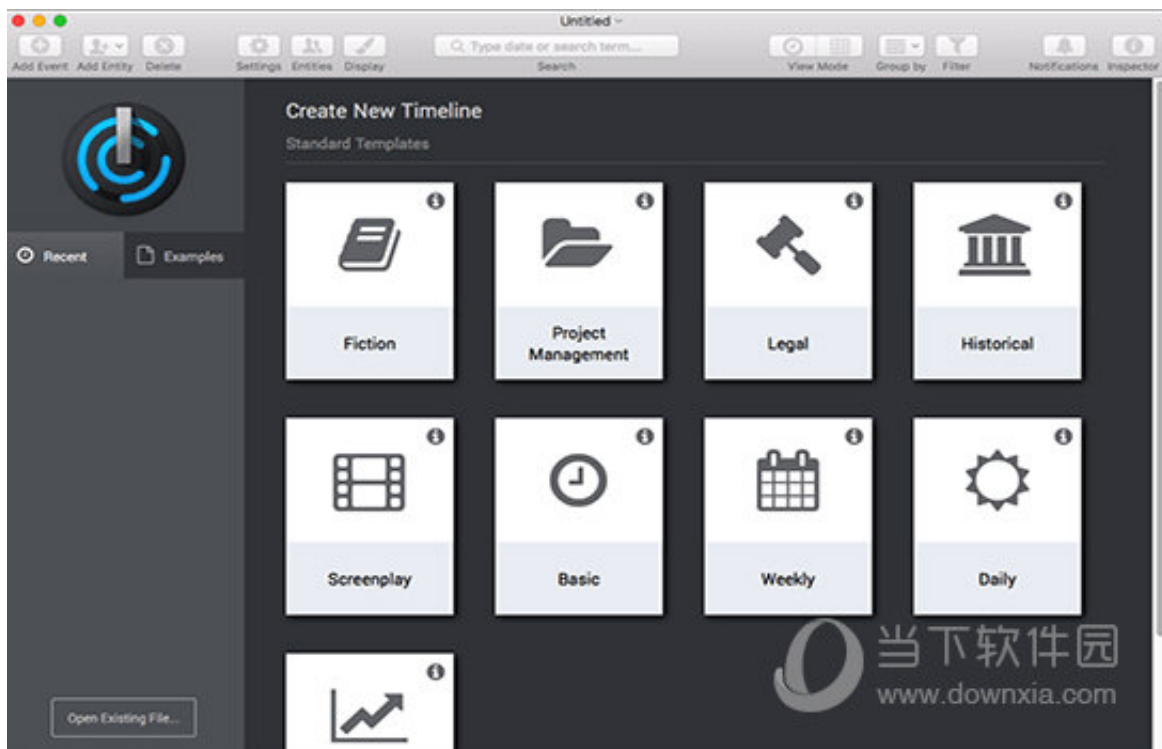 Untitled
Add Event Add Entity Delete Settings Entities Display Search View Mode Group by Filter Notifications Inspector
Type date or search term...
Create New Timeline
Standard Templates
Recent Examples
Fiction
Project
Management
Legal
Historical
Screenplay
Basic
Weekly
Daily
Open Existing File...
当下软件园
www.downxia.com